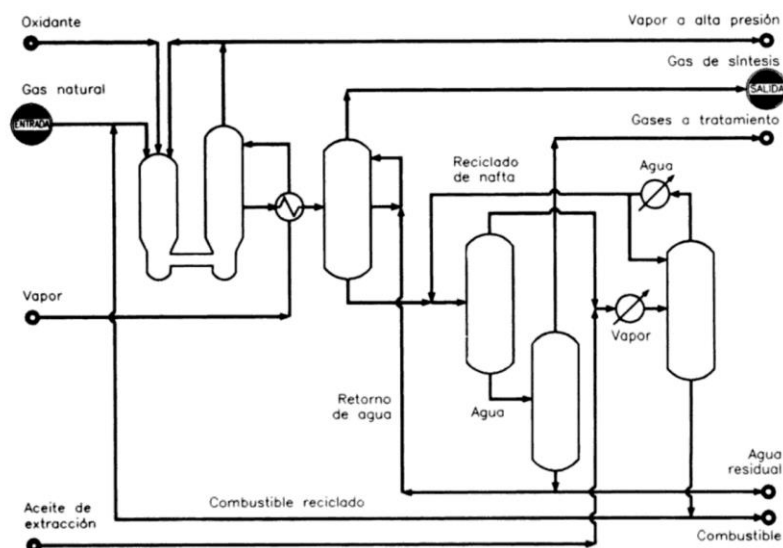 Oxidante
Vapor a alta presión
Gas de síntesis
Gas natural
ENTRADA
SALIDA
Gases a tratamiento
Reciclado
de nafta
Agua
Vapor
Vapor
Retorno
de agua
Agua
Agua
residual
Aceite de
extracción
Combustible reciclado
Combustible